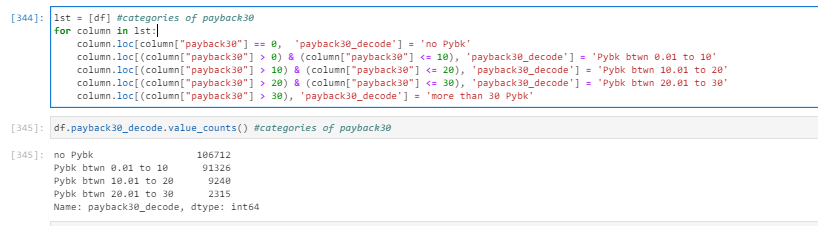 [344]: lst = [df] #categories of payback30
for column in lst:
column.loc[column["payback30"] == 0, 'payback30_decode'] = 'no Pybk'
column.loc[(column["payback30"] > 0) & (column["payback30"] <= 10), 'payback30_decode'] = 'Pybk btwn 0.01 to 10'
column.loc[(column["payback30"] > 10) & (column["payback30"] <= 20), 'payback30_decode'] = 'Pybk btwn 10.01 to 20'
column.loc[(column["payback30"] > 20) & (column["payback30"] <= 30), 'payback30_decode'] = 'Pybk btwn 20.01 to 30'
column.loc[(column["payback30"] > 30), 'payback30_decode'] = 'more than 30 Pybk'
[345]: df.payback30_decode.value_counts() #categories of payback30
[345]: no Pybk 106712
Pybk btwn 0.01 to 10 91326
Pybk btwn 10.01 to 20 9240
Pybk btwn 20.01 to 30 2315
Name: payback30_decode, dtype: int64